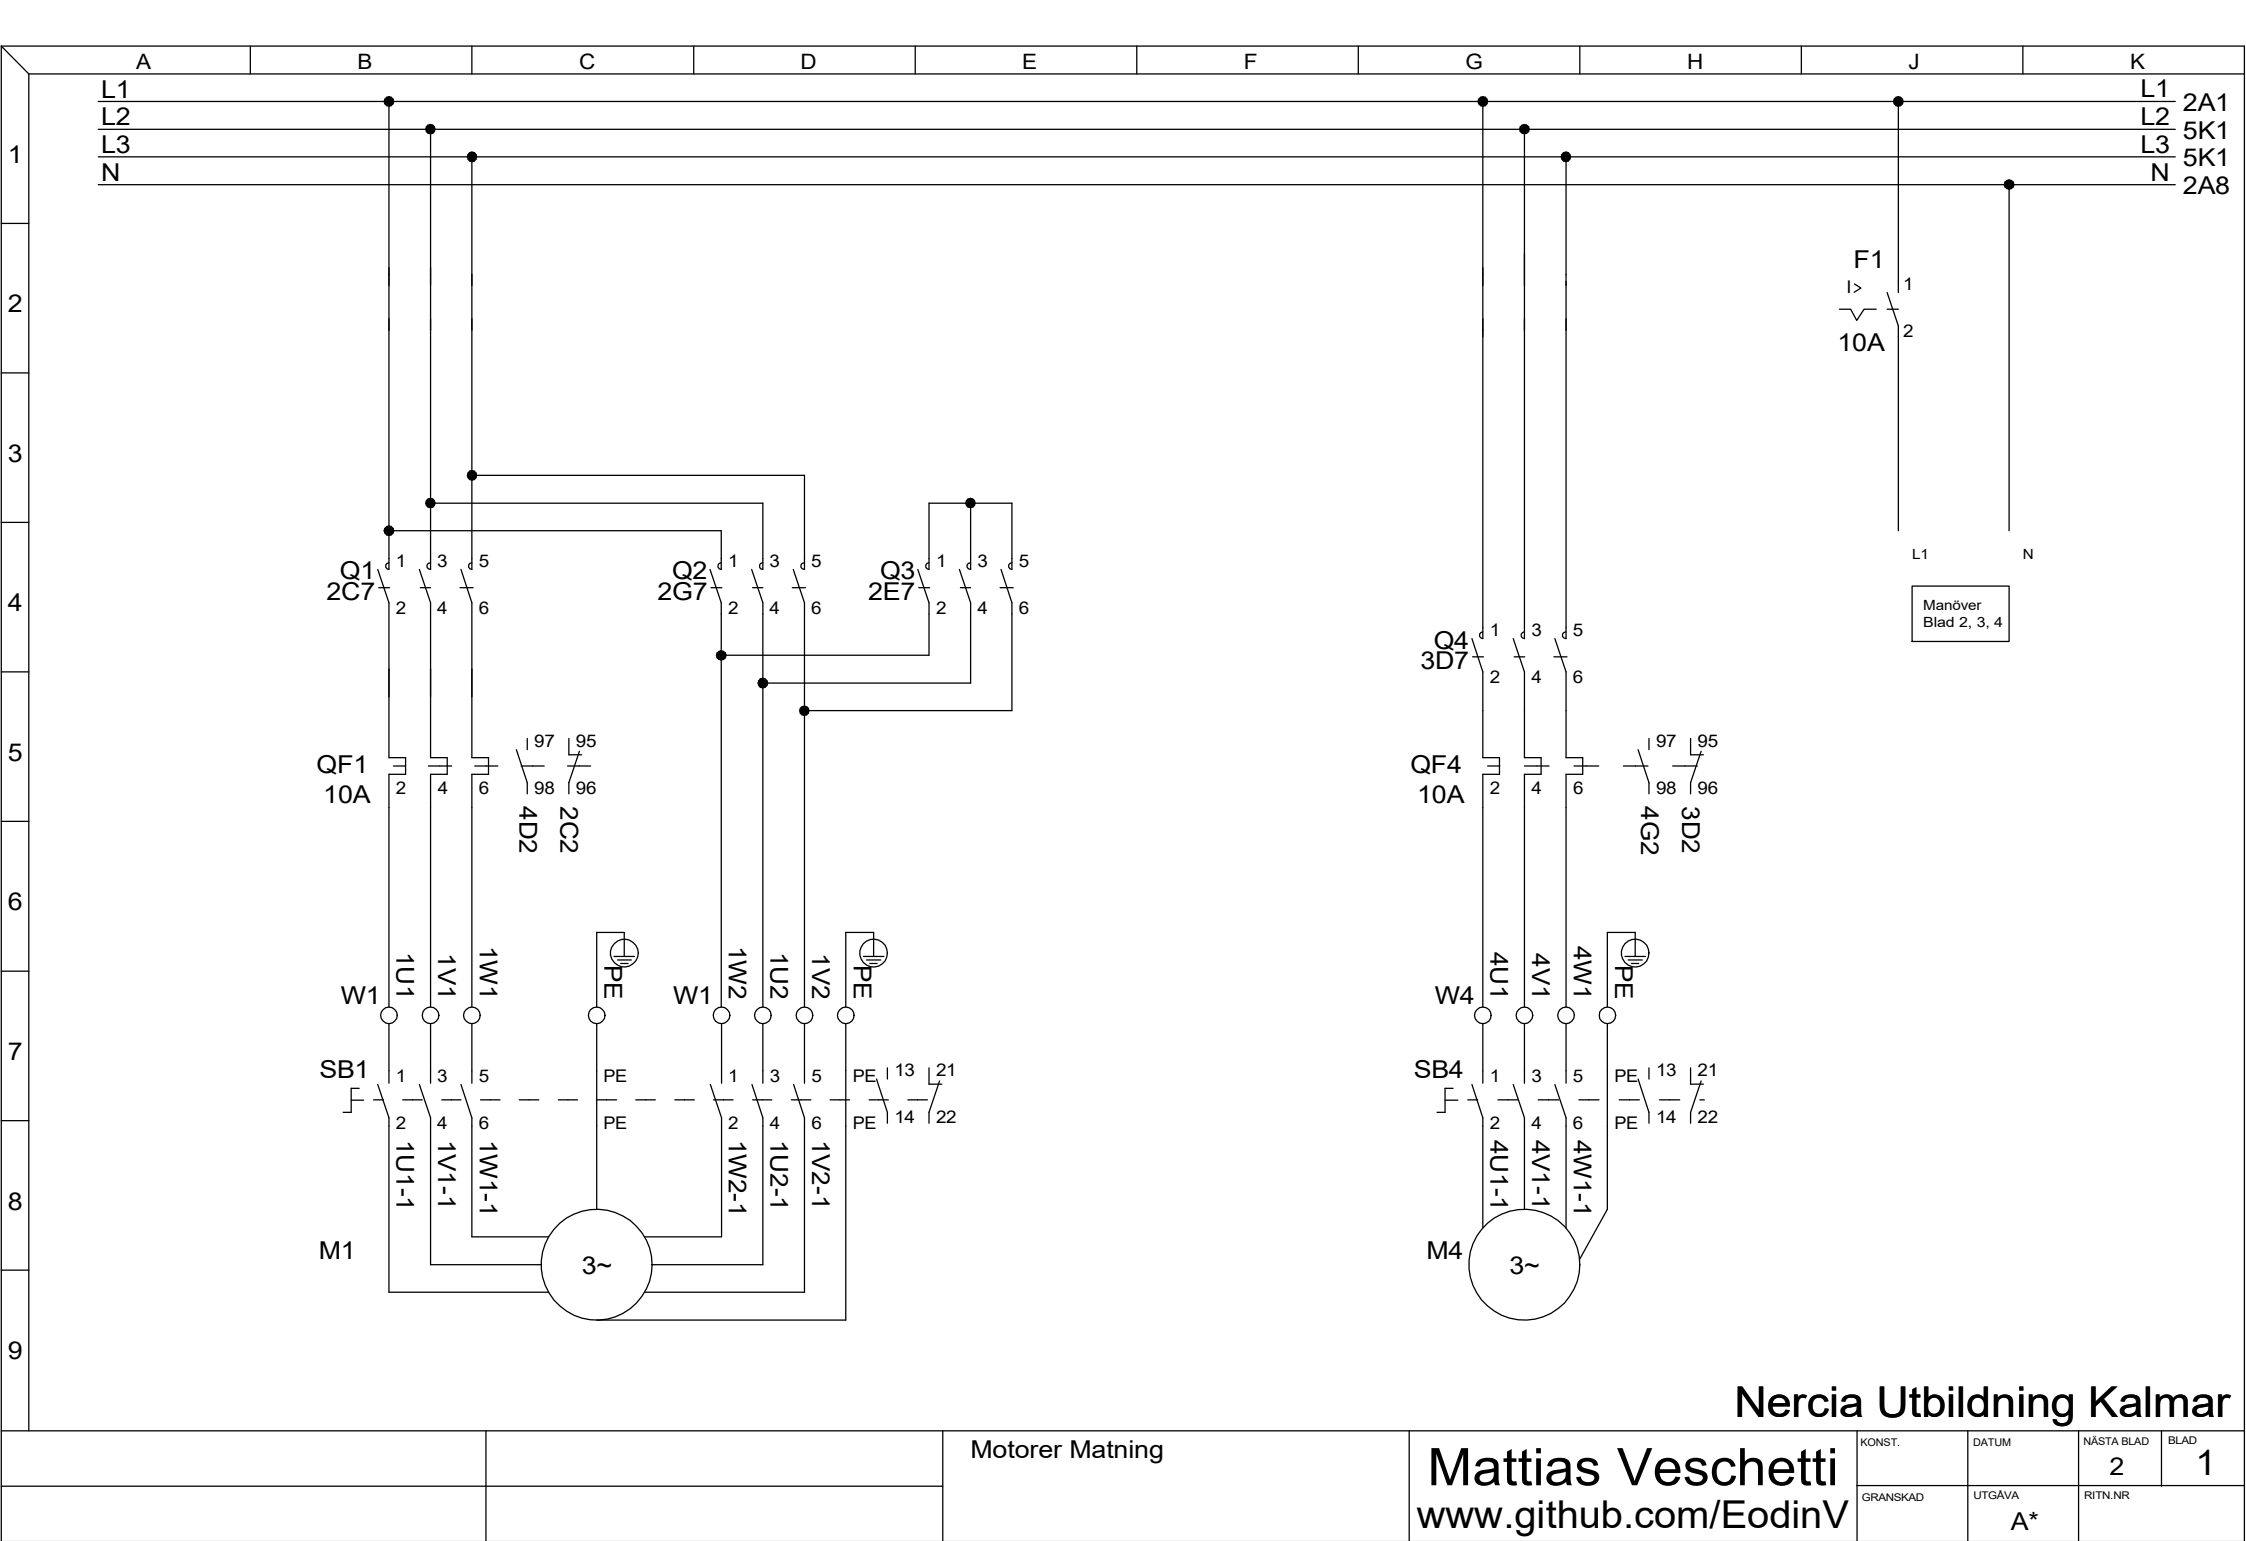 A B C D E F G H J K
L1 L1 2A1
L2 L2 5K1
L3 L3 5K1
N N 2A8
1
2
3
4
5
6
7
8
9
F1
I> 1
2
10A
L1 N
Manöver
Blad 2, 3, 4
Q1 1 3 5
2C7
2 4 6
Q2 1 3 5
2G7
2 4 6
Q3 1 3 5
2E7
2 4 6
Q4 1 3 5
3D7
2 4 6
QF1 97 95
10A 2 4 6 98 96
4D2 2C2
QF4 97 95
10A 2 4 6 98 96
4G2 3D2
W1 1U1 1V1 1W1 PE
W1 1W2 1U2 1V2 PE
W4 4U1 4V1 4W1 PE
SB1 1 3 5 PE 1 3 5 PE 13 21
2 4 6 PE 2 4 6 PE 14 22
1U1-1 1V1-1 1W1-1 1W2-1 1U2-1 1V2-1
SB4 1 3 5 PE 13 21
2 4 6 PE 14 22
4U1-1 4V1-1 4W1-1
M1 3~
M4 3~
Nercia Utbildning Kalmar
Motorer Matning
Mattias Veschetti
www.github.com/EodinV
KONST. DATUM NÄSTA BLAD BLAD
2 1
GRANSKAD UTGÅVA RITN.NR
A*